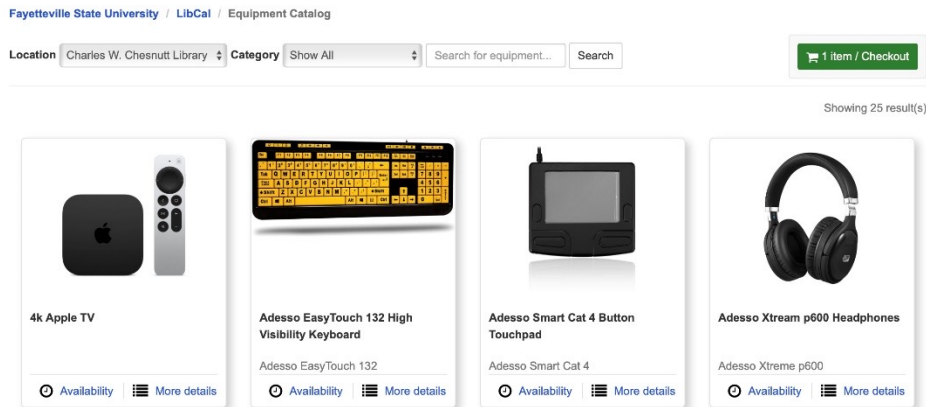 Fayetteville State University / LibCal / Equipment Catalog
Location Charles W. Chesnutt Library Category Show All Search for equipment... Search 1 item / Checkout
Showing 25 result(s)
4k Apple TV
Adesso EasyTouch 132 High Visibility Keyboard
Adesso EasyTouch 132
Adesso Smart Cat 4 Button Touchpad
Adesso Smart Cat 4
Adesso Xtream p600 Headphones
Adesso Xtreme p600
Availability More details Availability More details Availability More details Availability More details